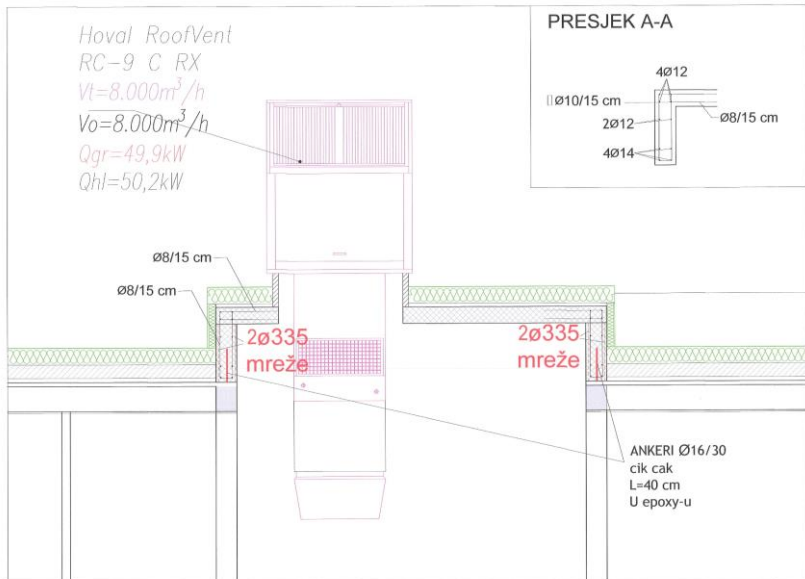 Hoval RoofVent
RC-9 C RX
Vt=8.000m³/h
Vo=8.000m³/h
Qgr=49,9kW
Qhl=50,2kW
PRESJEK A-A
4Ø12
Ø10/15 cm
Ø8/15 cm
2Ø12
4Ø14
Ø8/15 cm
Ø8/15 cm
2ø335
mreže
2ø335
mreže
ANKERI Ø16/30
cik cak
L=40 cm
U epoxy-u